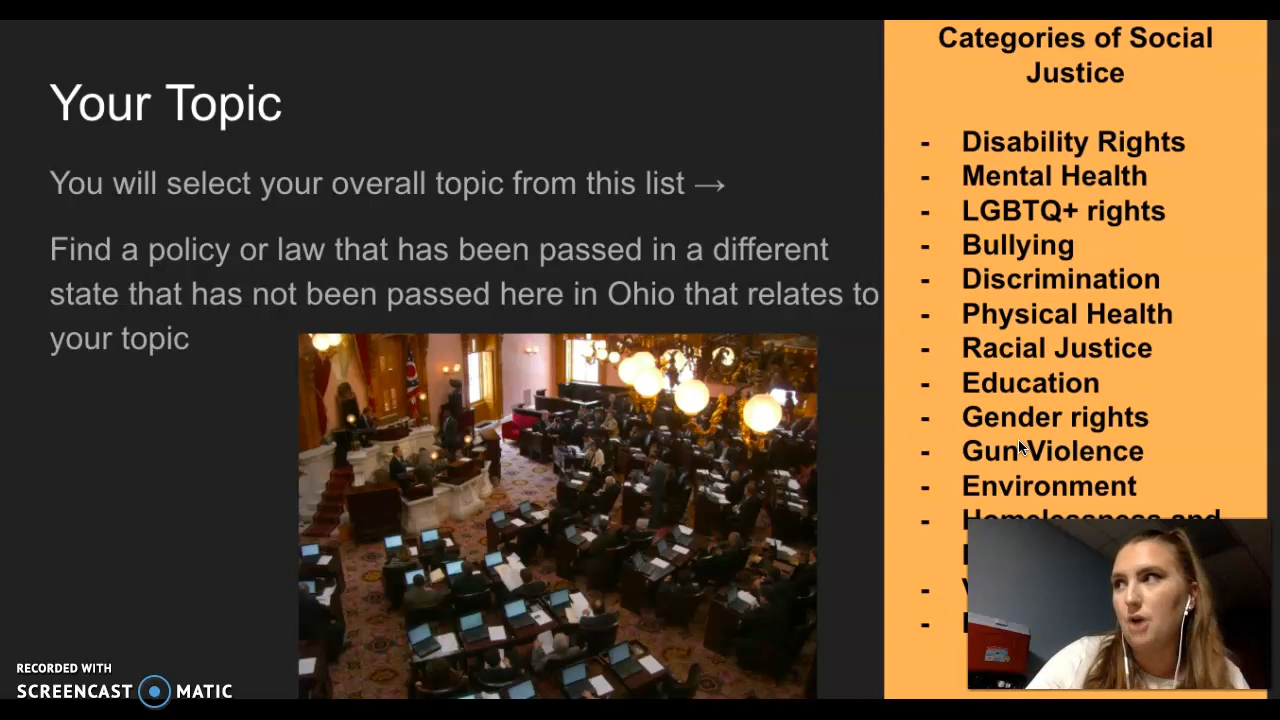 Your Topic
You will select your overall topic from this list →
Find a policy or law that has been passed in a different
state that has not been passed here in Ohio that relates to
your topic
Categories of Social
Justice
- Disability Rights
- Mental Health
- LGBTQ+ rights
- Bullying
- Discrimination
- Physical Health
- Racial Justice
- Education
- Gender rights
- Gun Violence
- Environment
- Homelessness and
-
-
RECORDED WITH
SCREENCAST MATIC